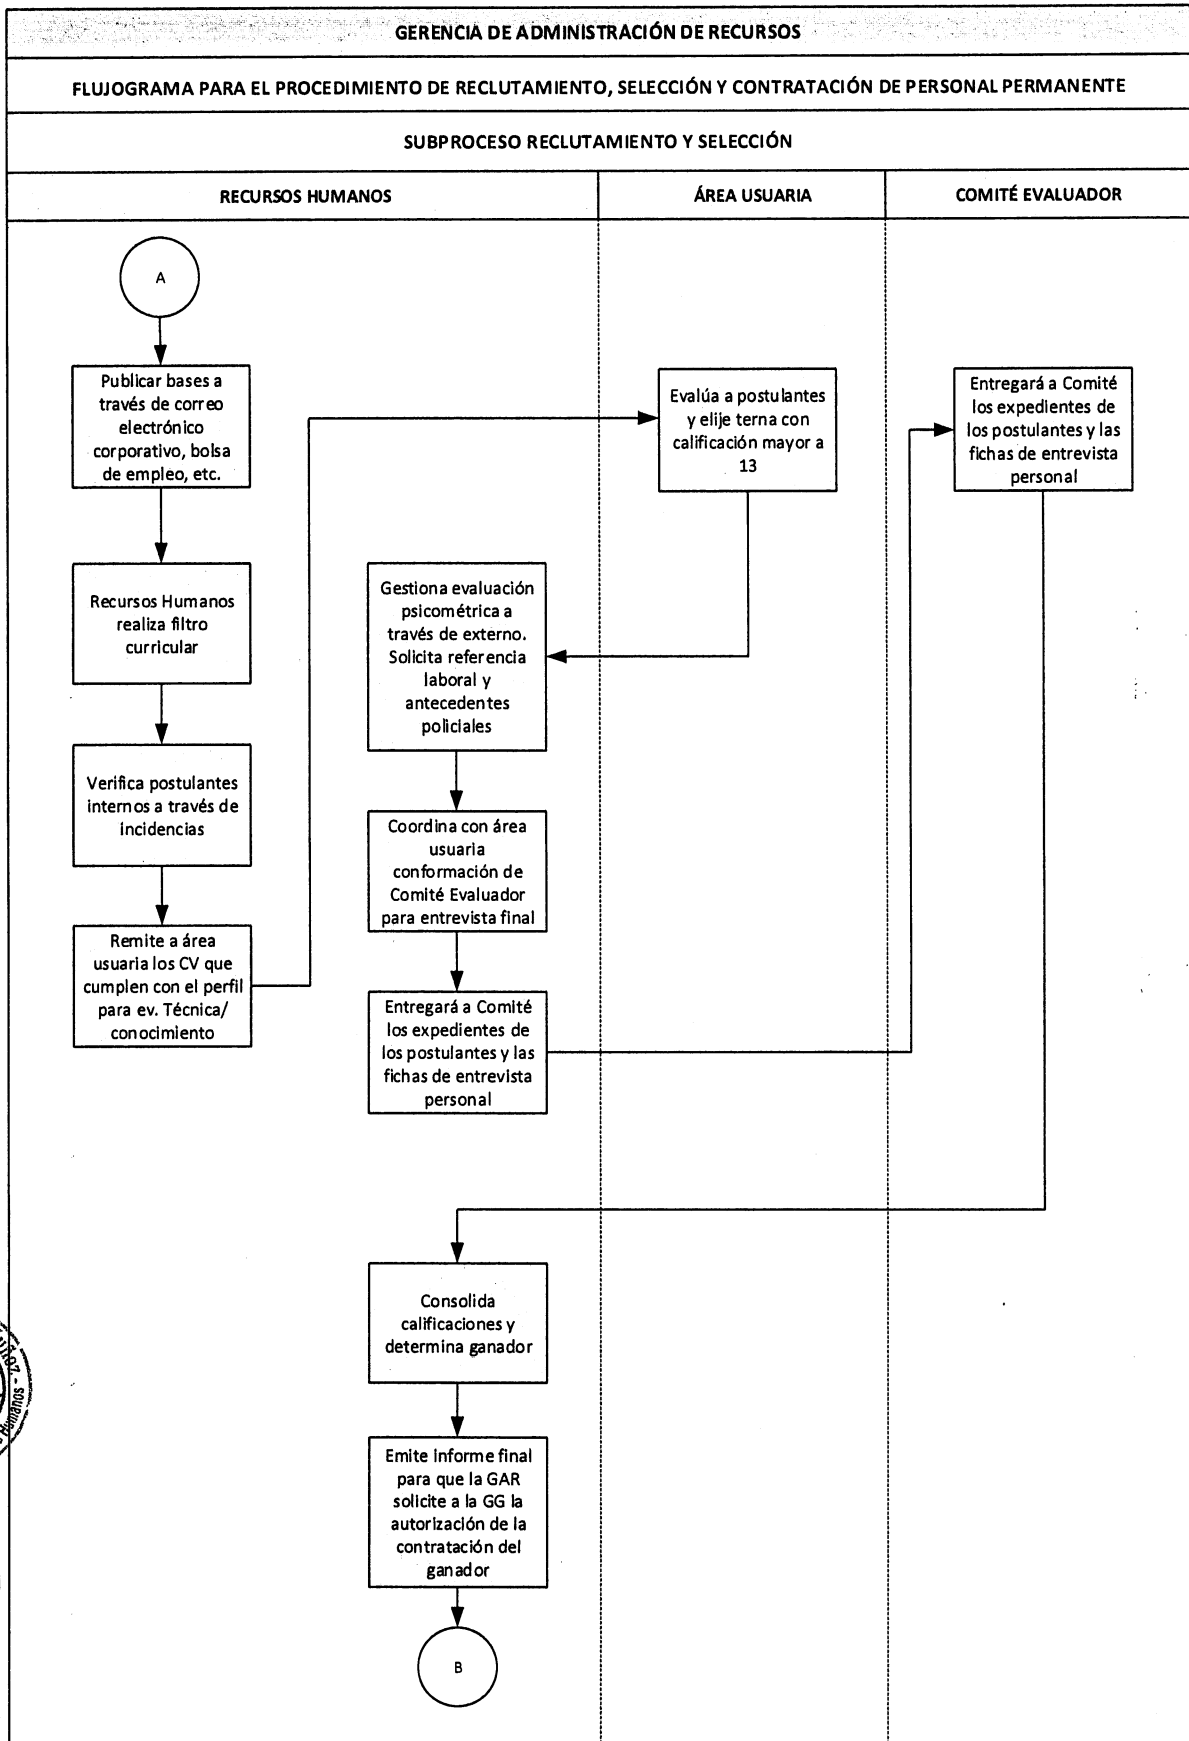 GERENCIA DE ADMINISTRACIÓN DE RECURSOS
FLUJOGRAMA PARA EL PROCEDIMIENTO DE RECLUTAMIENTO, SELECCIÓN Y CONTRATACIÓN DE PERSONAL PERMANENTE
SUBPROCESO RECLUTAMIENTO Y SELECCIÓN
RECURSOS HUMANOS
ÁREA USUARIA
COMITÉ EVALUADOR
A
Publicar bases a
través de correo
electrónico
corporativo, bolsa
de empleo, etc.
Recursos Humanos
realiza filtro
curricular
Verifica postulantes
internos a través de
incidencias
Remite a área
usuaria los CV que
cumplen con el perfil
para ev. Técnica/
conocimiento
Evalúa a postulantes
y elije terna con
calificación mayor a
13
Gestiona evaluación
psicométrica a
través de externo.
Solicita referencia
laboral y
antecedentes
policiales
Coordina con área
usuaria
conformación de
Comité Evaluador
para entrevista final
Entregará a Comité
los expedientes de
los postulantes y las
fichas de entrevista
personal
Entregará a Comité
los expedientes de
los postulantes y las
fichas de entrevista
personal
Consolida
calificaciones y
determina ganador
Emite informe final
para que la GAR
solicite a la GG la
autorización de la
contratación del
ganador
B
Humanos -